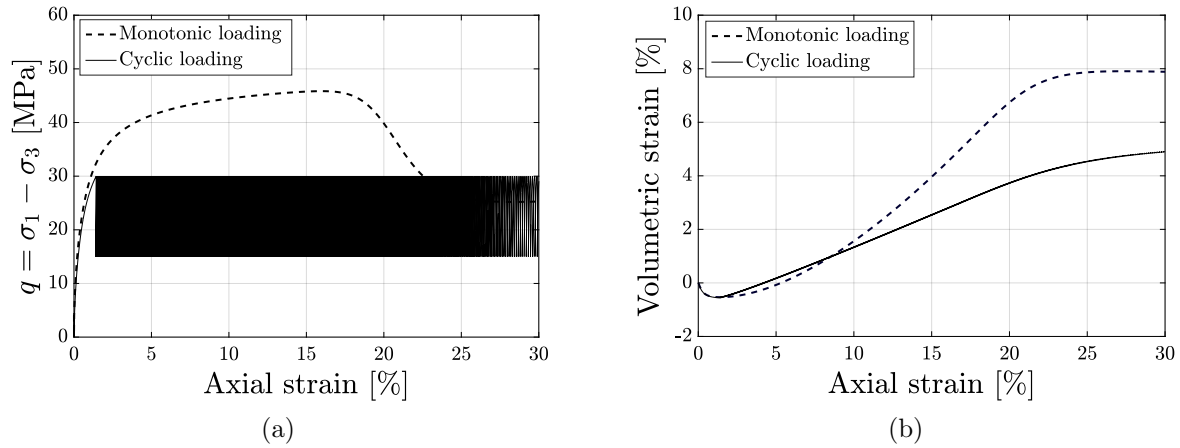 60
50
40
30
20
10
0
q = σ₁ − σ₃ [MPa]
Monotonic loading
Cyclic loading
0 5 10 15 20 25 30
Axial strain [%]
(a)
10
8
6
4
2
0
-2
Volumetric strain [%]
Monotonic loading
Cyclic loading
0 5 10 15 20 25 30
Axial strain [%]
(b)